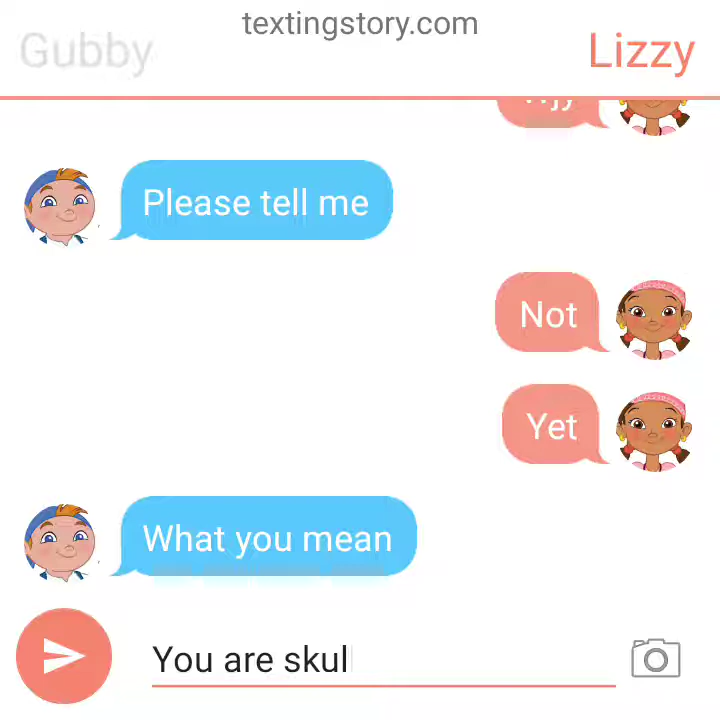 textingstory.com
Gubby
Lizzy
Please tell me
Not
Yet
What you mean
You are skul